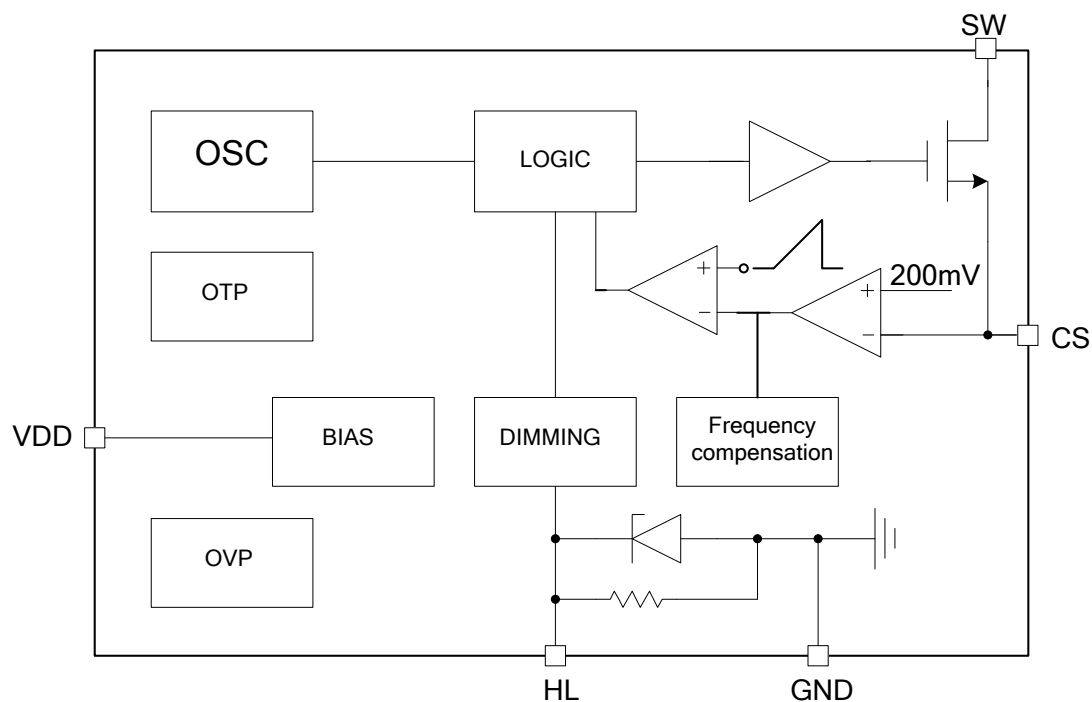 SW
OSC
LOGIC
+
200mV
+
OTP
−
−
CS
VDD
BIAS
DIMMING
Frequency
compensation
OVP
HL
GND